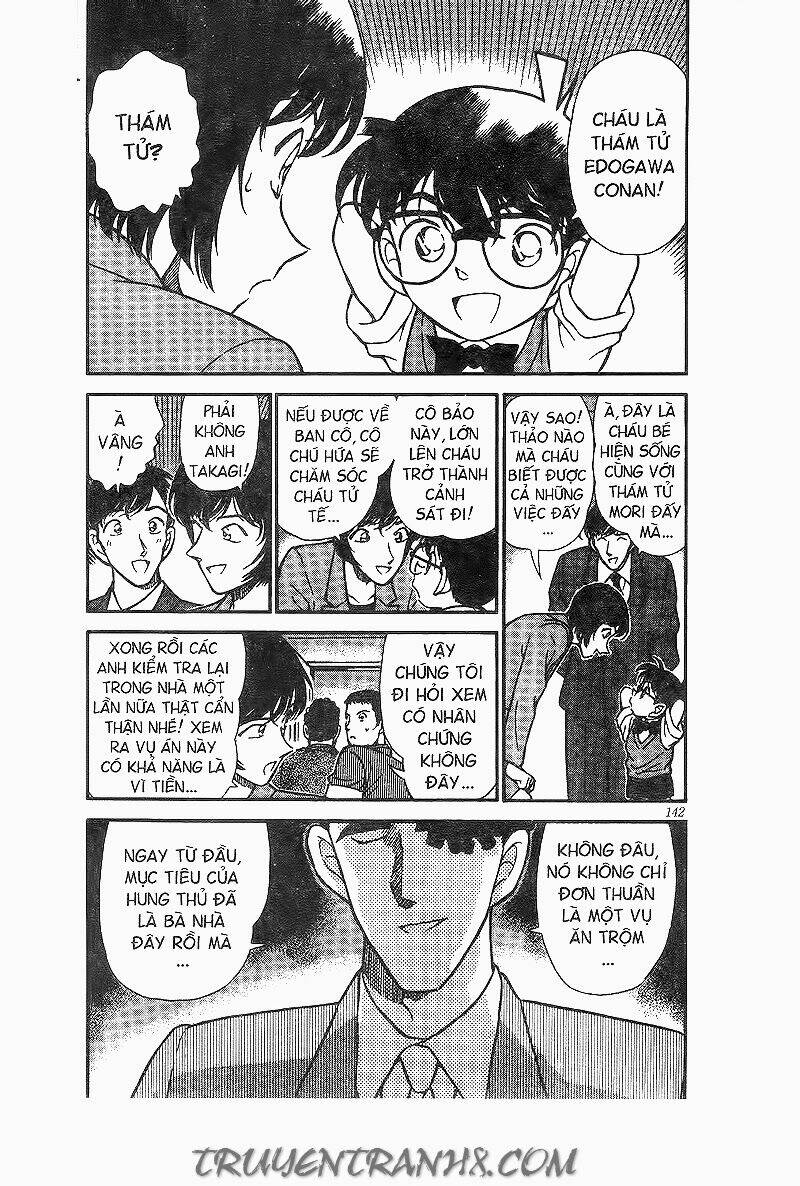 CHÁU LÀ
THÁM TỬ
EDOGAWA
CONAN!
THÁM
TỬ?
À, ĐÂY LÀ
CHÁU BÉ
HIỆN SỐNG
CÙNG VỚI
THÁM TỬ
MORI ĐẤY
MÀ...
VẬY SAO!
THẢO NÀO
MÀ CHÁU
BIẾT ĐƯỢC
CẢ NHỮNG
VIỆC ĐẤY
...
CÔ BẢO
NÀY, LỚN
LÊN CHÁU
TRỞ THÀNH
CẢNH
SÁT ĐI!
NẾU ĐƯỢC VỀ
BAN CÔ, CÔ
CHÚ HỨA SẼ
CHĂM SÓC
CHÁU TỬ
TẾ...
PHẢI
KHÔNG
ANH
TAKAGI!
À
VÂNG!
VẬY
CHÚNG TÔI
ĐI HỎI XEM
CÓ NHÂN
CHỨNG
KHÔNG
ĐÂY...
XONG RỒI CÁC
ANH KIỂM TRA LẠI
TRONG NHÀ MỘT
LẦN NỮA THẬT CẨN
THẬN NHÉ! XEM
RA VỤ ÁN NÀY
CÓ KHẢ NĂNG LÀ
VÌ TIỀN...
142
KHÔNG ĐÂU,
NÓ KHÔNG CHỈ
ĐƠN THUẦN
LÀ MỘT VỤ
ĂN TRỘM
...
NGAY TỪ ĐẦU,
MỤC TIÊU CỦA
HUNG THỦ ĐÃ
LÀ BÀ NHÀ
ĐÂY RỒI MÀ
...
TRUYENTRANH8.COM